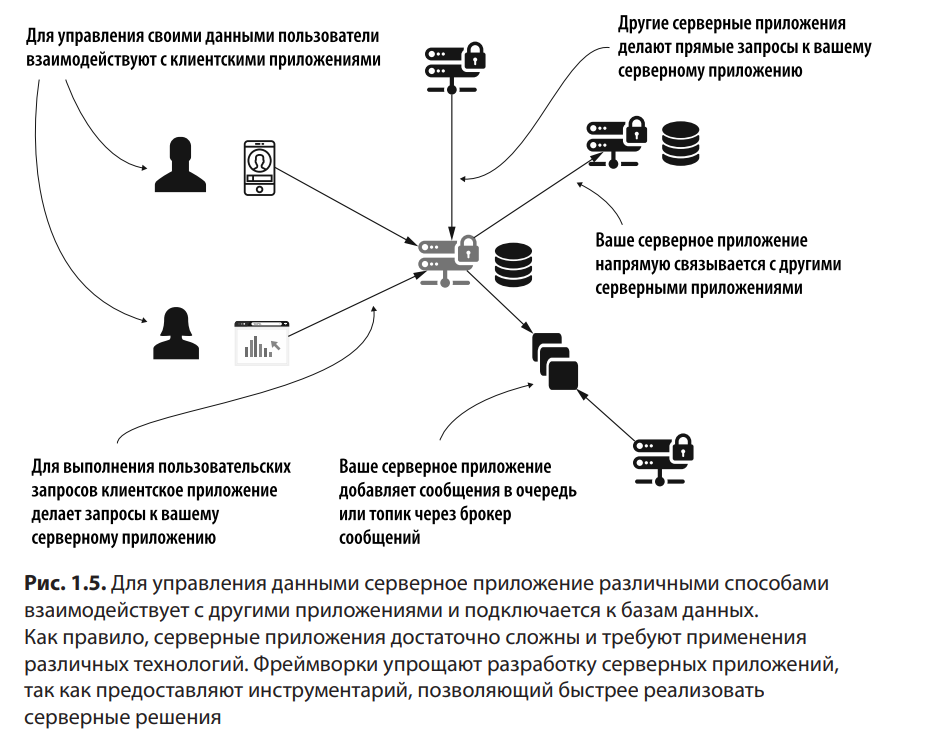 Для управления своими данными пользователи
взаимодействуют с клиентскими приложениями
Другие серверные приложения
делают прямые запросы к вашему
серверному приложению
Ваше серверное приложение
напрямую связывается с другими
серверными приложениями
Для выполнения пользовательских
запросов клиентское приложение
делает запросы к вашему
серверному приложению
Ваше серверное приложение
добавляет сообщения в очередь
или топик через брокер
сообщений
Рис. 1.5. Для управления данными серверное приложение различными способами
взаимодействует с другими приложениями и подключается к базам данных.
Как правило, серверные приложения достаточно сложны и требуют применения
различных технологий. Фреймворки упрощают разработку серверных приложений,
так как предоставляют инструментарий, позволяющий быстрее реализовать
серверные решения